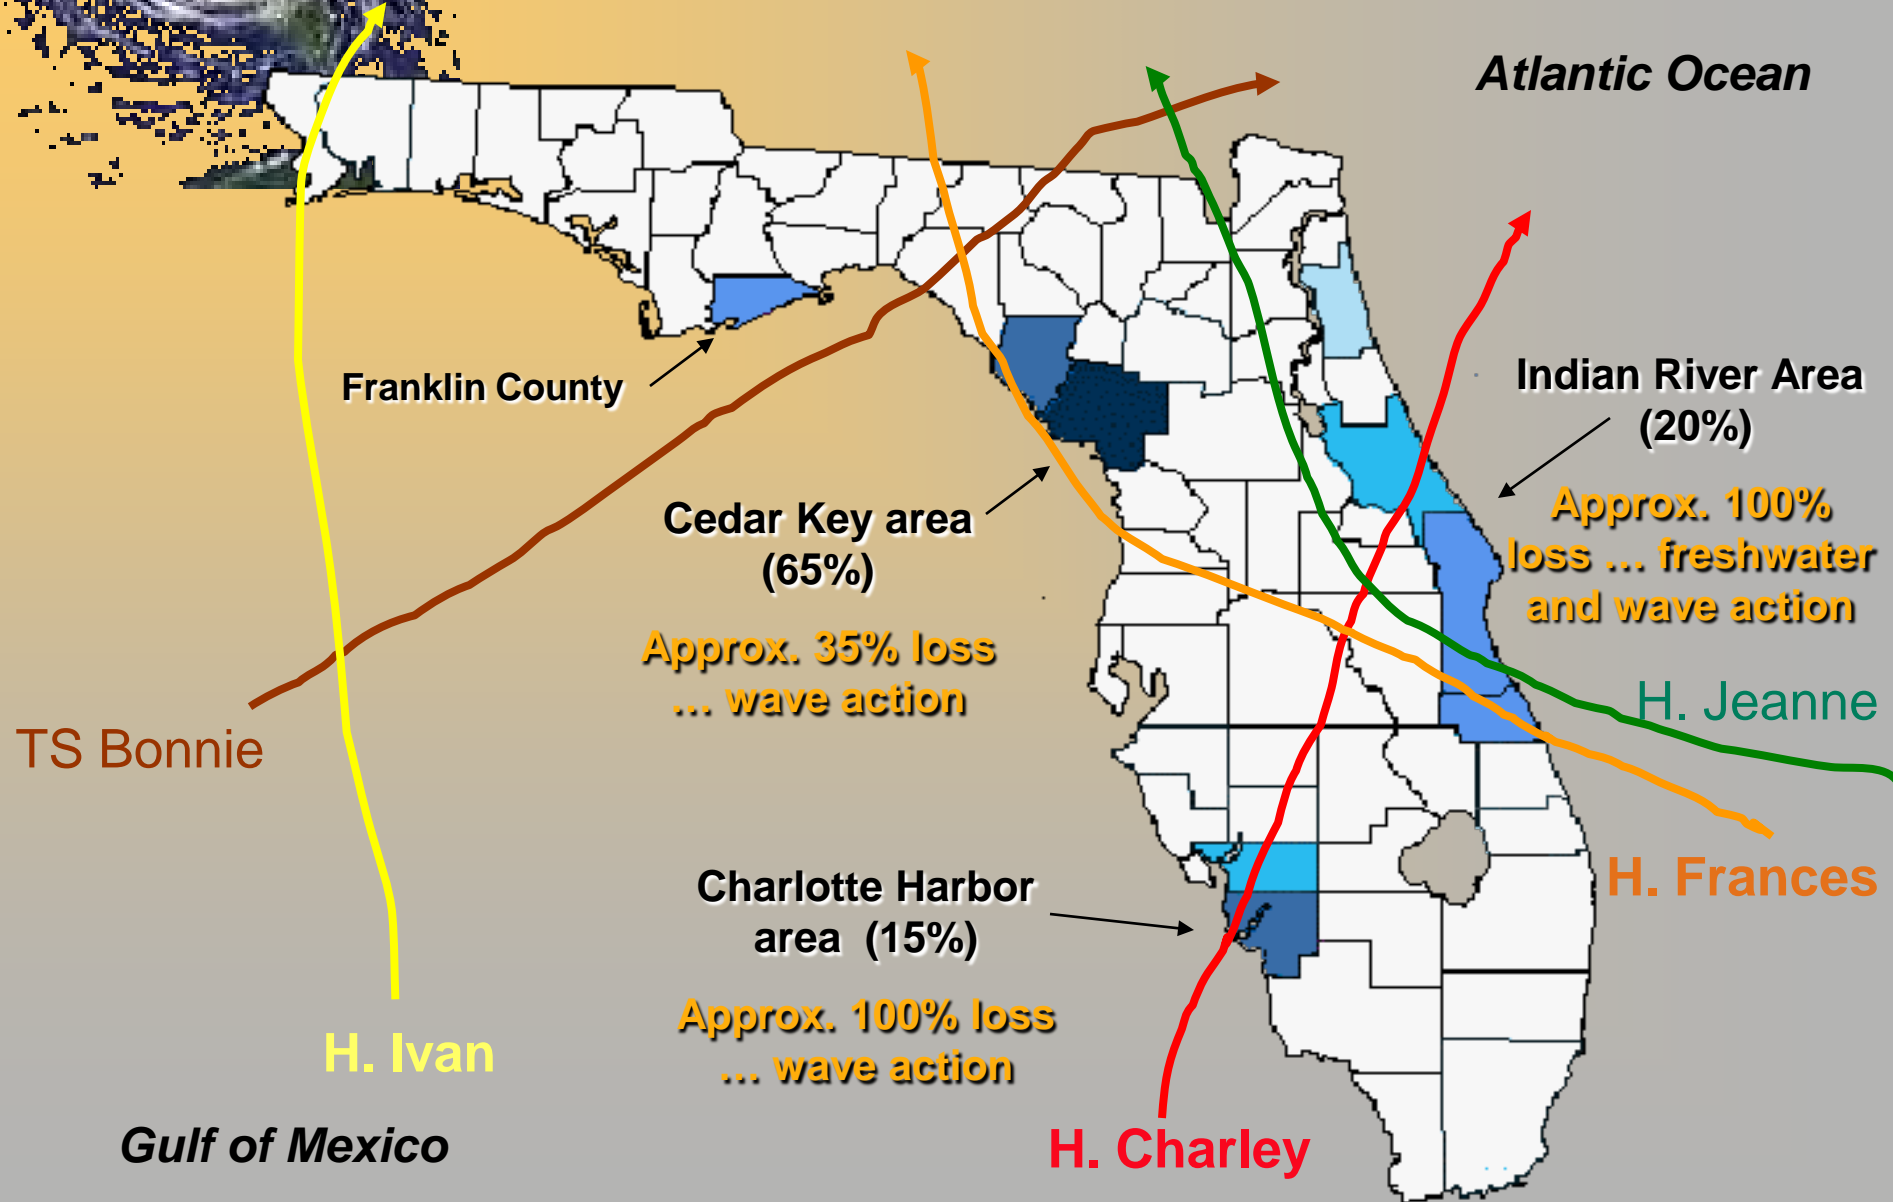 Atlantic Ocean
Franklin County
Indian River Area
(20%)
Approx. 100%
loss ... freshwater
and wave action
Cedar Key area
(65%)
Approx. 35% loss
... wave action
H. Jeanne
TS Bonnie
H. Frances
Charlotte Harbor
area (15%)
Approx. 100% loss
... wave action
H. Ivan
Gulf of Mexico
H. Charley